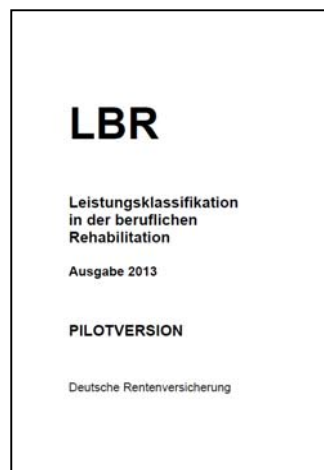 LBR
Leistungsklassifikation
in der beruflichen
Rehabilitation
Ausgabe 2013
PILOTVERSION
Deutsche Rentenversicherung